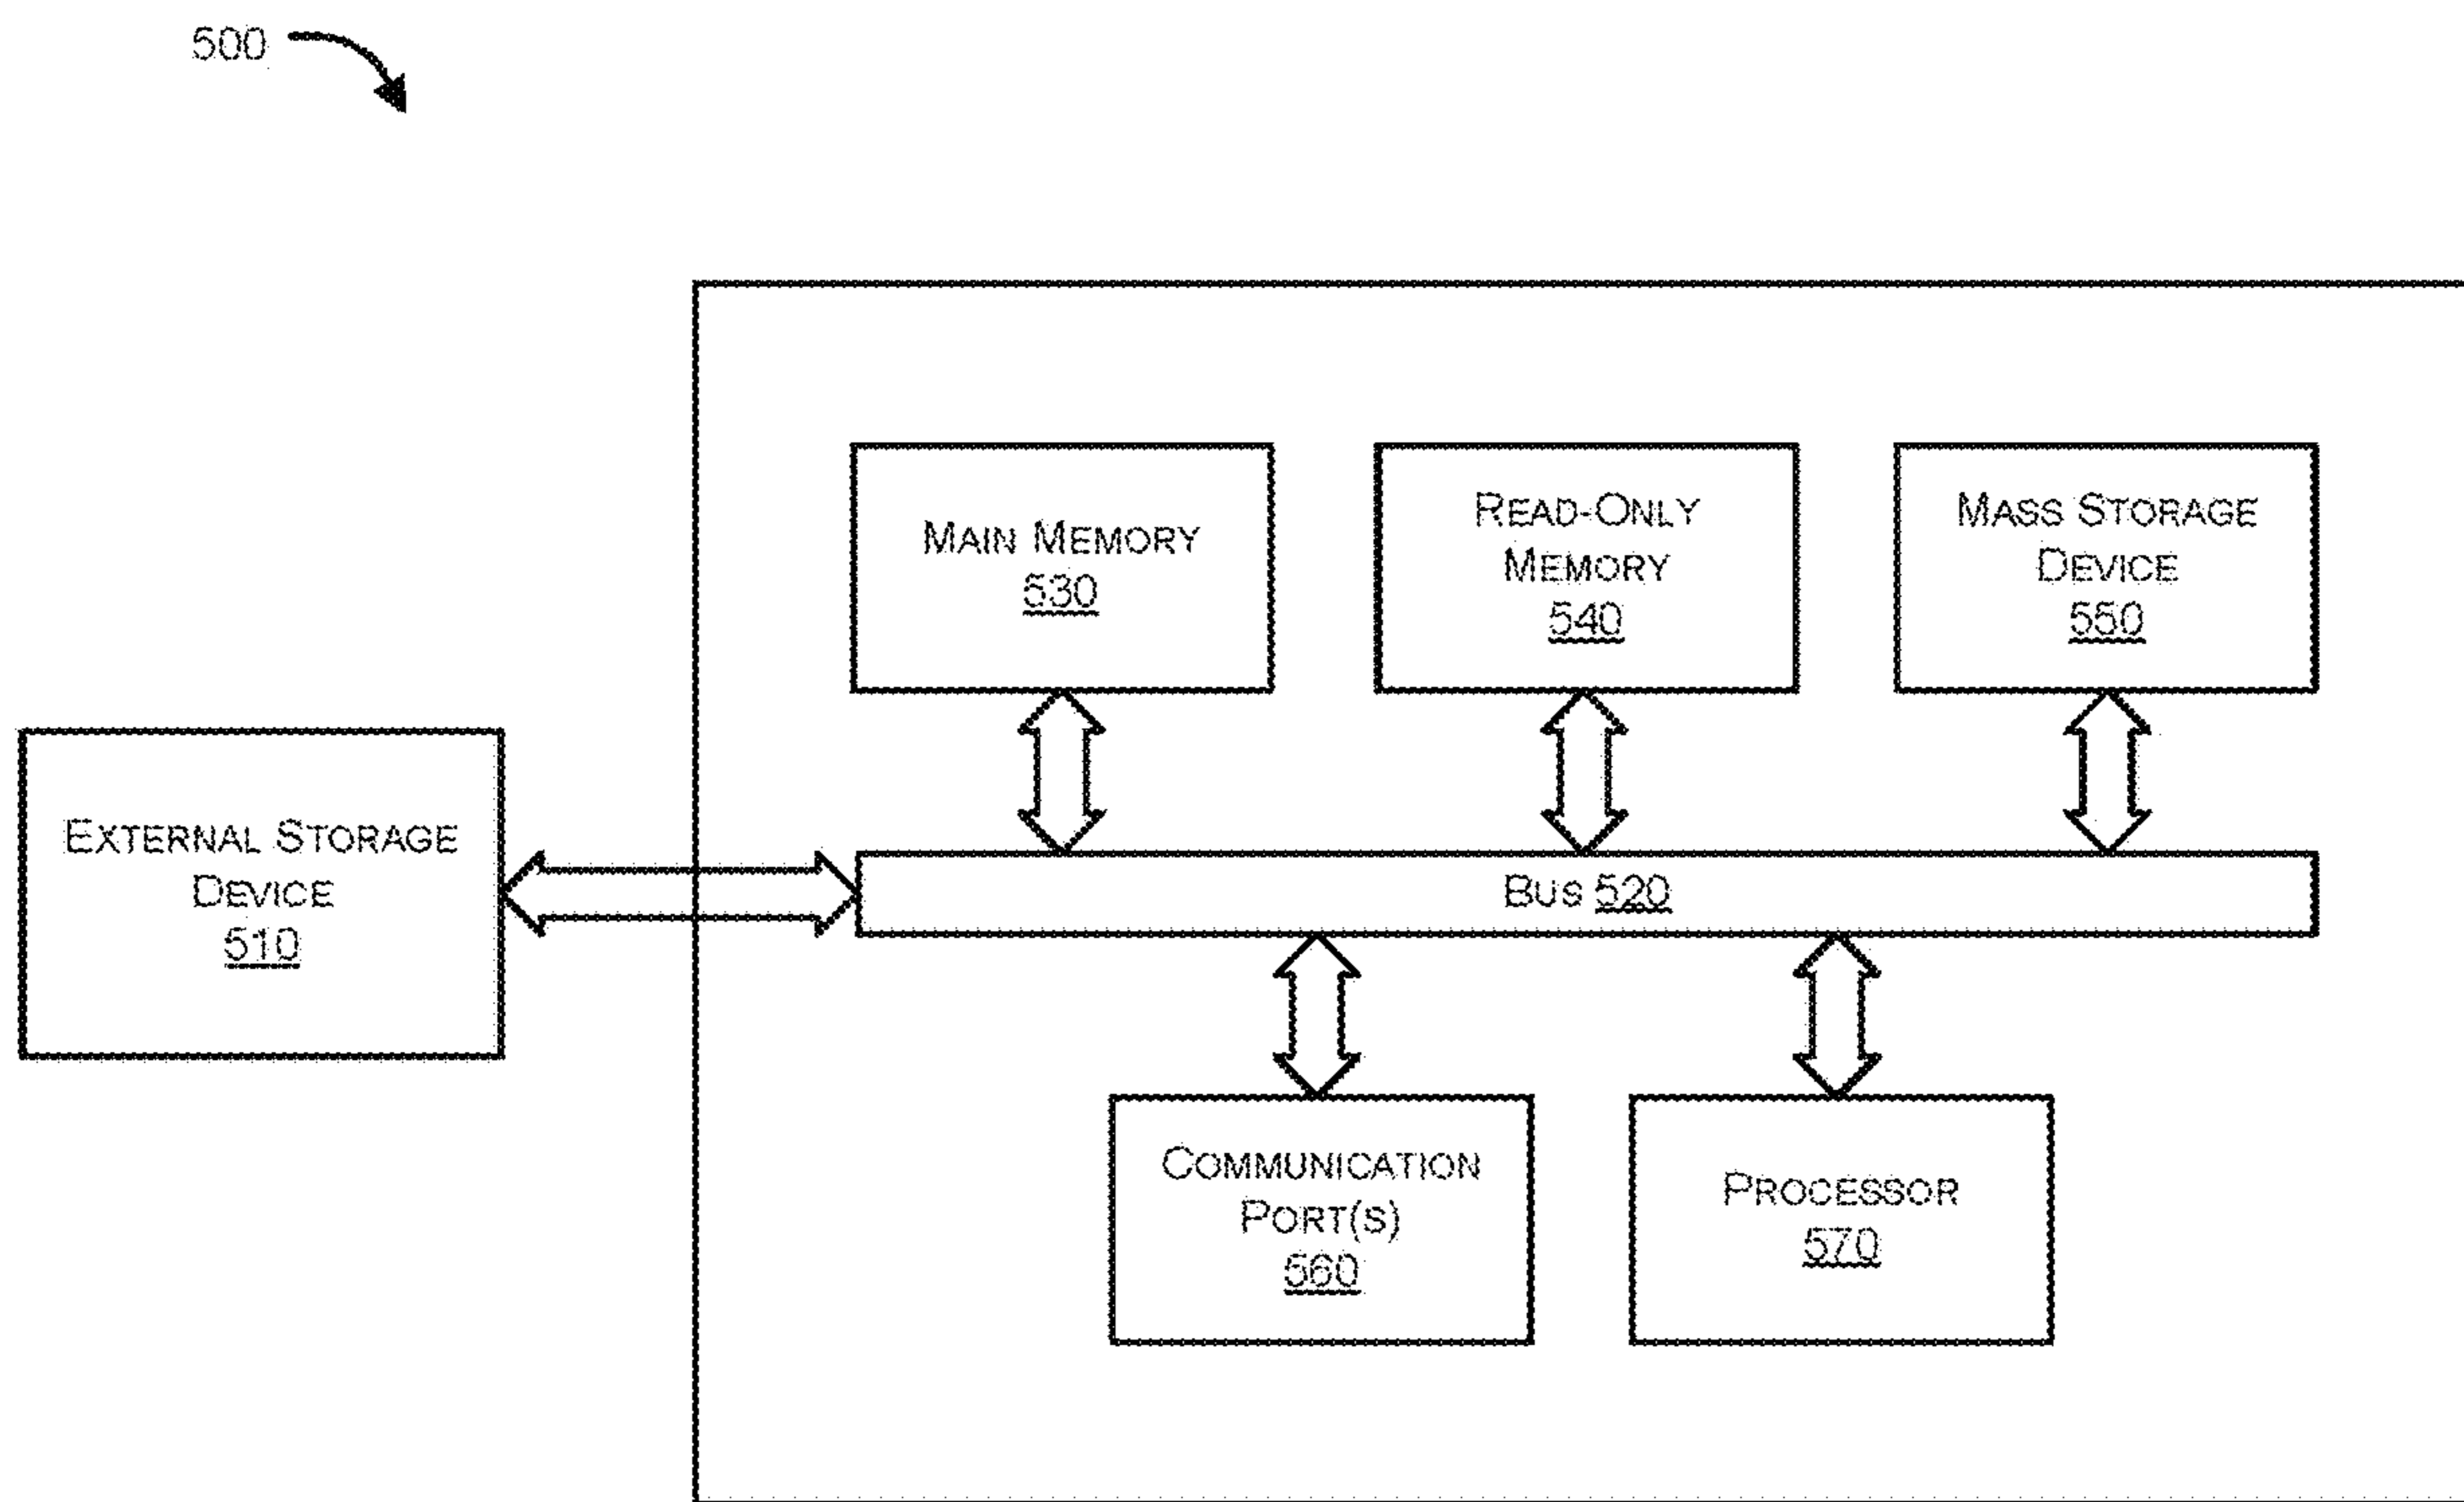 500
MAIN MEMORY
530
READ-ONLY
MEMORY
540
MASS STORAGE
DEVICE
550
EXTERNAL STORAGE
DEVICE
510
BUS 520
COMMUNICATION
PORT(S)
560
PROCESSOR
570